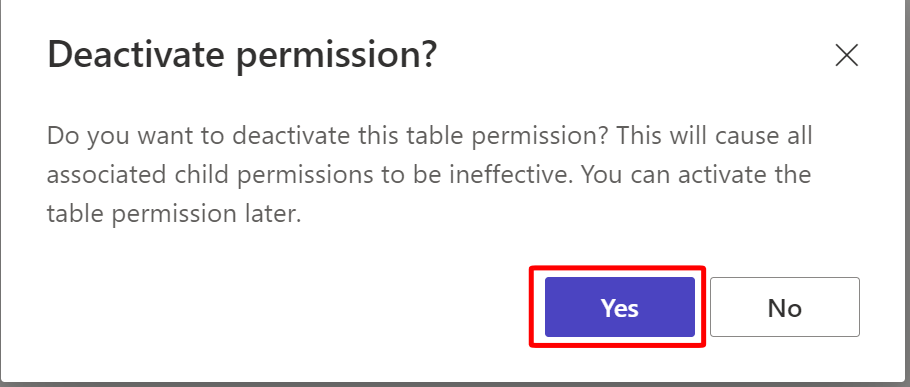 Deactivate permission?
Do you want to deactivate this table permission? This will cause all
associated child permissions to be ineffective. You can activate the
table permission later.
Yes
No